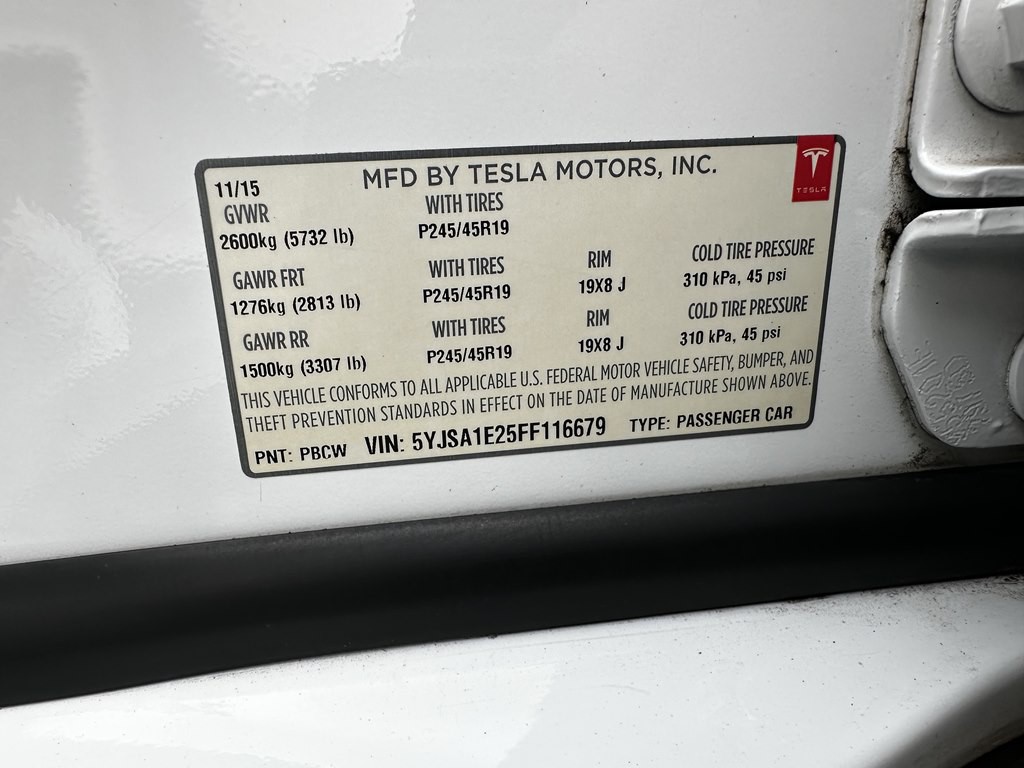 MFD BY TESLA MOTORS, INC.
TESLA
11/15
GVWR WITH TIRES
2600kg (5732 lb) P245/45R19
GAWR FRT WITH TIRES RIM COLD TIRE PRESSURE
1276kg (2813 lb) P245/45R19 19X8 J 310 kPa, 45 psi
GAWR RR WITH TIRES RIM COLD TIRE PRESSURE
1500kg (3307 lb) P245/45R19 19X8 J 310 kPa, 45 psi
THIS VEHICLE CONFORMS TO ALL APPLICABLE U.S. FEDERAL MOTOR VEHICLE SAFETY, BUMPER, AND
THEFT PREVENTION STANDARDS IN EFFECT ON THE DATE OF MANUFACTURE SHOWN ABOVE.
PNT: PBCW VIN: 5YJSA1E25FF116679 TYPE: PASSENGER CAR